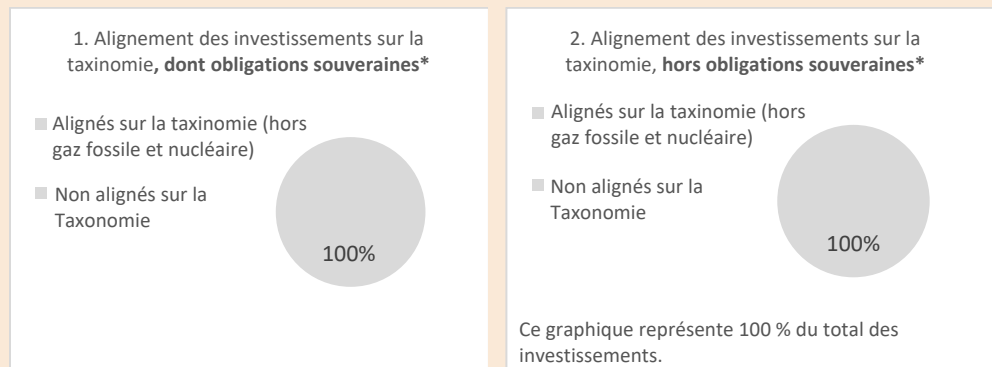 1. Alignement des investissements sur la
taxinomie, dont obligations souveraines*
Alignés sur la taxinomie (hors
gaz fossile et nucléaire)
Non alignés sur la
Taxonomie
100%
2. Alignement des investissements sur la
taxinomie, hors obligations souveraines*
Alignés sur la taxinomie (hors
gaz fossile et nucléaire)
Non alignés sur la
Taxonomie
100%
Ce graphique représente 100 % du total des
investissements.